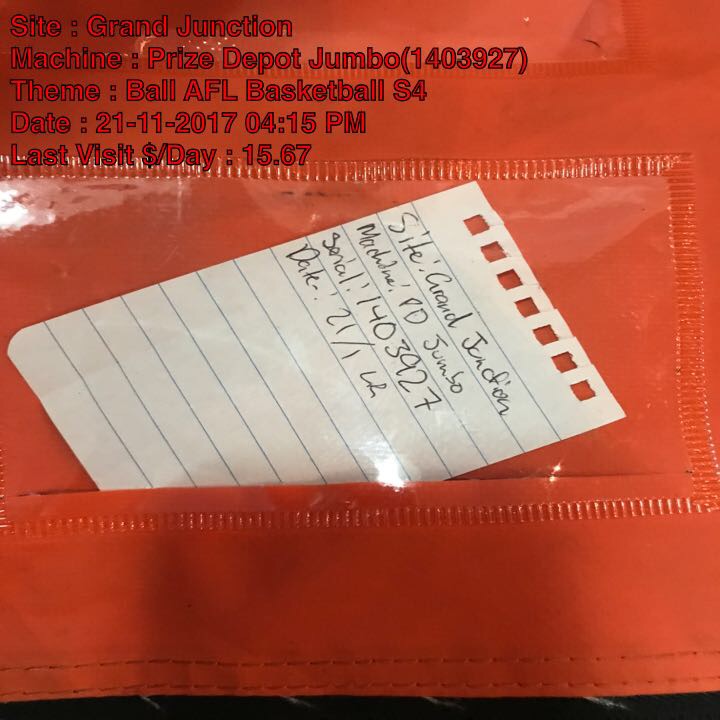 Site : Grand Junction
Machine : Prize Depot Jumbo(1403927)
Theme : Ball AFL Basketball S4
Date : 21-11-2017 04:15 PM
Last Visit $/Day : 15.67
Site: Grand Junction
Machine: PD Jumbo
Serial: 1403927
Date: 21/11